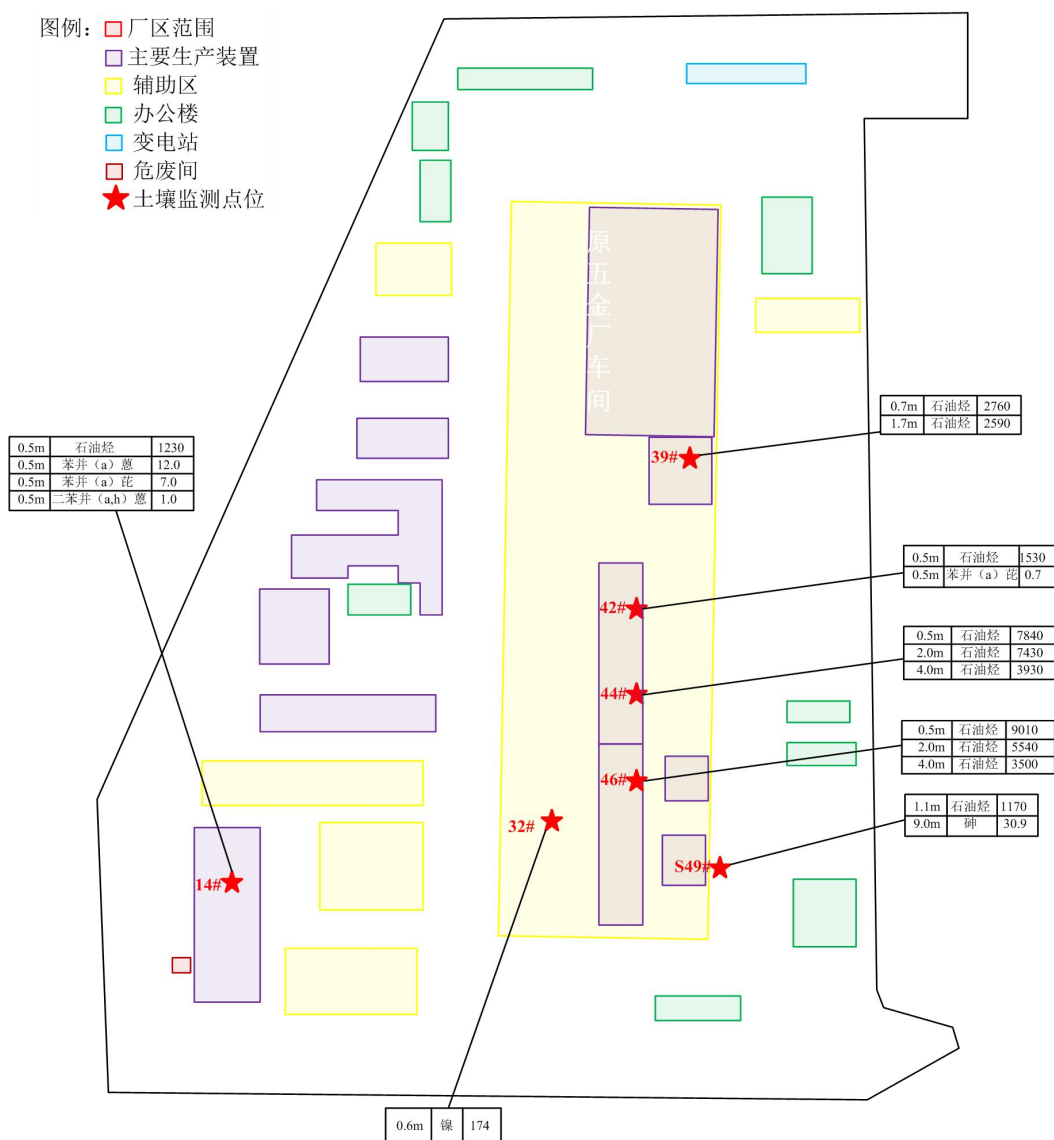 图例：
厂区范围
主要生产装置
辅助区
办公楼
变电站
危废间
土壤监测点位
原五金厂车间
0.7m 石油烃 2760
1.7m 石油烃 2590
39#
0.5m 石油烃 1230
0.5m 苯并（a）蒽 12.0
0.5m 苯并（a）芘 7.0
0.5m 二苯并（a,h）蒽 1.0
0.5m 石油烃 1530
0.5m 苯并（a）芘 0.7
42#
0.5m 石油烃 7840
2.0m 石油烃 7430
4.0m 石油烃 3930
44#
0.5m 石油烃 9010
2.0m 石油烃 5540
4.0m 石油烃 3500
46#
1.1m 石油烃 1170
9.0m 砷 30.9
32#
S49#
14#
0.6m 镍 174